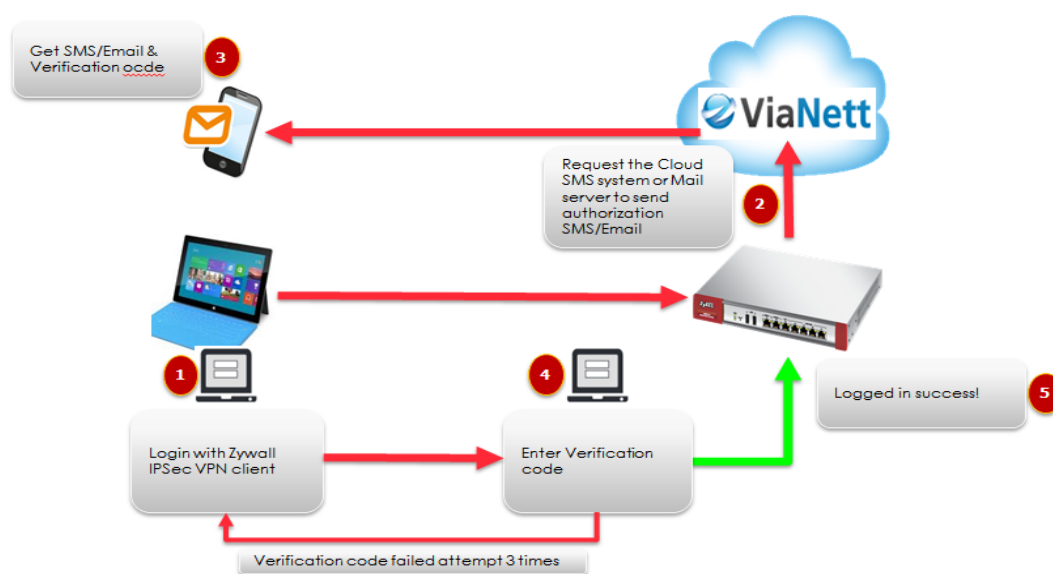 Get SMS/Email &
Verification ocde
3
ViaNett
Request the Cloud
SMS system or Mail
server to send
authorization
SMS/Email
2
ZyXEL
1
4
Logged in success!
5
Login with Zywall
IPSec VPN client
Enter Verification
code
Verification code failed attempt 3 times